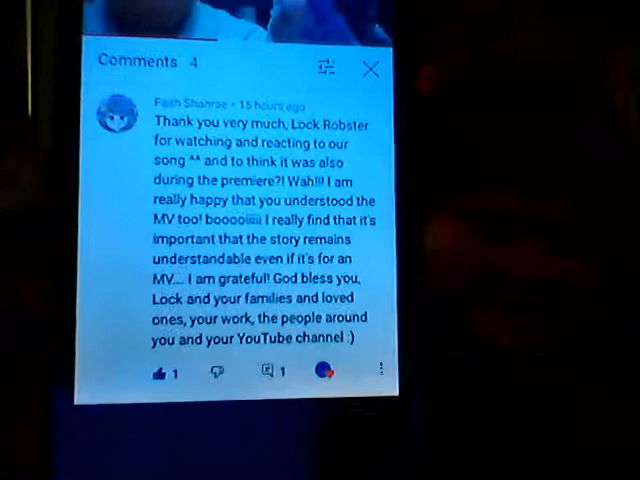 Comments 4
Faith Shanrae • 15 hours ago
Thank you very much, Lock Robster
for watching and reacting to our
song ^^ and to think it was also
during the premiere?! Wah!!! I am
really happy that you understood the
MV too! booooiiiii I really find that it's
important that the story remains
understandable even if it's for an
MV.... I am grateful! God bless you,
Lock and your families and loved
ones, your work, the people around
you and your YouTube channel :)
1 1